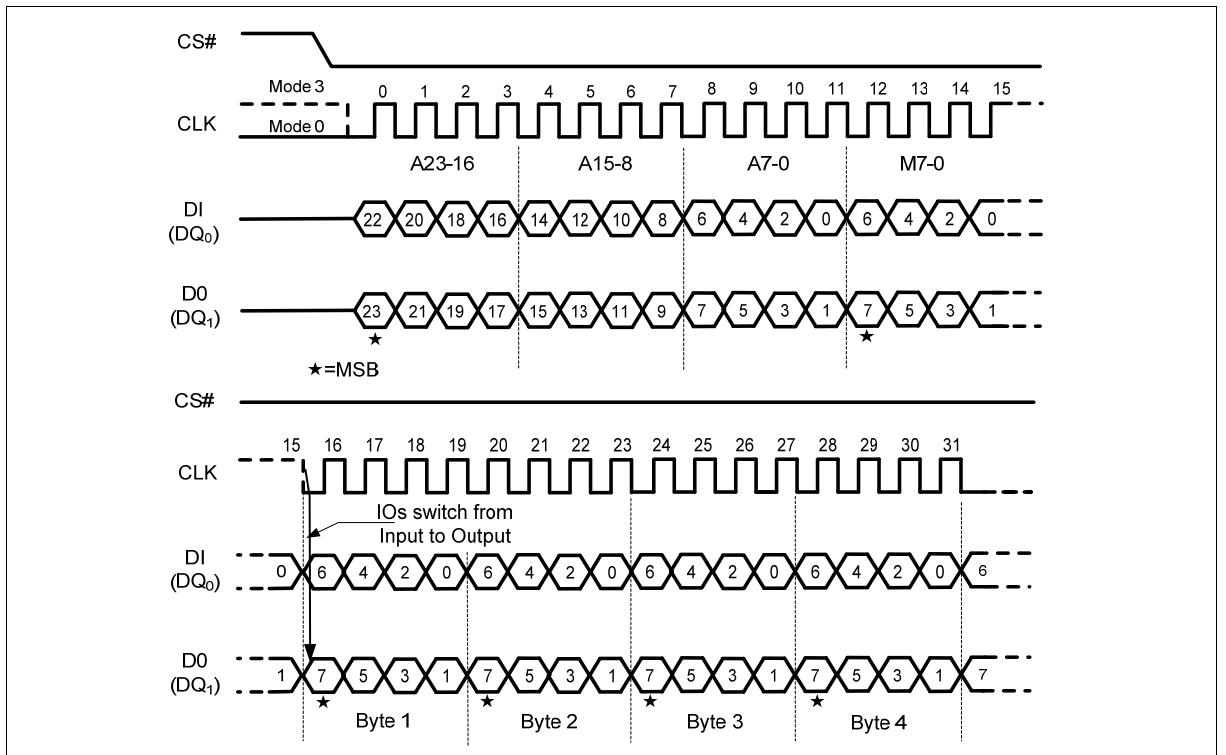 CS#
Mode 3
0 1 2 3 4 5 6 7 8 9 10 11 12 13 14 15
CLK
Mode 0
A23-16 A15-8 A7-0 M7-0
DI
(DQ0)
22 20 18 16 14 12 10 8 6 4 2 0 6 4 2 0
D0
(DQ1)
23 21 19 17 15 13 11 9 7 5 3 1 7 5 3 1
★ ★
★=MSB
CS#
15 16 17 18 19 20 21 22 23 24 25 26 27 28 29 30 31
CLK
IOs switch from
Input to Output
DI
(DQ0)
0 6 4 2 0 6 4 2 0 6 4 2 0 6 4 2 0 6
D0
(DQ1)
1 7 5 3 1 7 5 3 1 7 5 3 1 7 5 3 1 7
★ ★ ★ ★
Byte 1 Byte 2 Byte 3 Byte 4